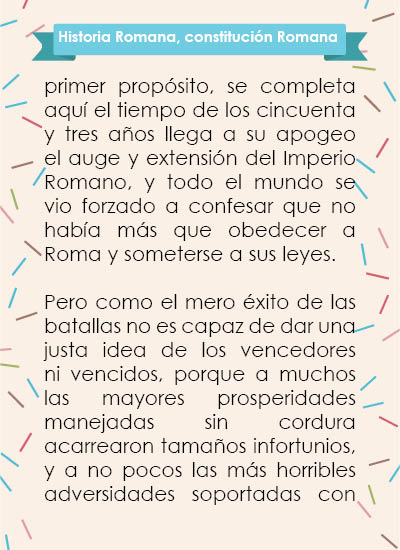 Historia Romana, constitución Romana
primer propósito, se completa
aquí el tiempo de los cincuenta
y tres años llega a su apogeo
el auge y extensión del Imperio
Romano, y todo el mundo se
vio forzado a confesar que no
había más que obedecer a
Roma y someterse a sus leyes.
Pero como el mero éxito de las
batallas no es capaz de dar una
justa idea de los vencedores
ni vencidos, porque a muchos
las mayores prosperidades
manejadas sin cordura
acarrearon tamaños infortunios,
y a no pocos las más horribles
adversidades soportadas con